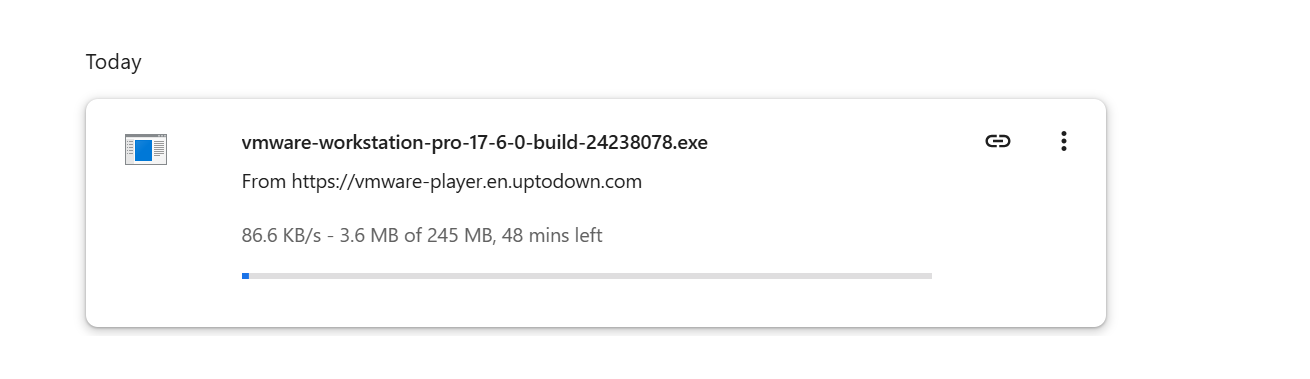 Today
vmware-workstation-pro-17-6-0-build-24238078.exe
From https://vmware-player.en.uptodown.com
86.6 KB/s - 3.6 MB of 245 MB, 48 mins left